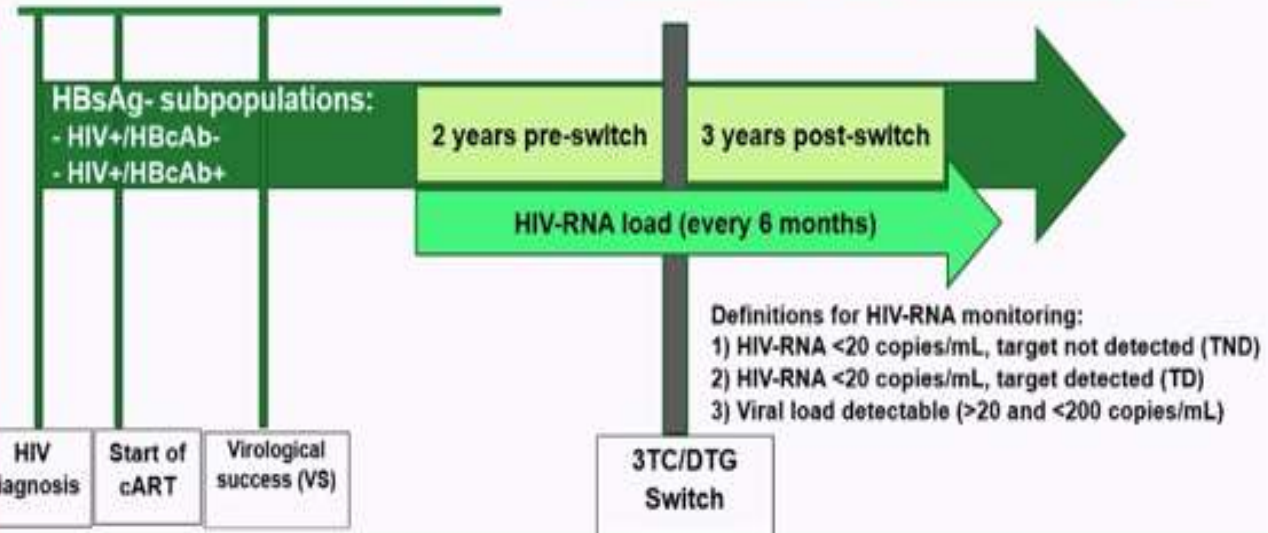 HBsAg- subpopulations:
- HIV+/HBcAb-
- HIV+/HBcAb+
2 years pre-switch
3 years post-switch
HIV-RNA load (every 6 months)
Definitions for HIV-RNA monitoring:
1) HIV-RNA <20 copies/mL, target not detected (TND)
2) HIV-RNA <20 copies/mL, target detected (TD)
3) Viral load detectable (>20 and <200 copies/mL)
HIV
iagnosis
Start of
cART
Virological
success (VS)
3TC/DTG
Switch